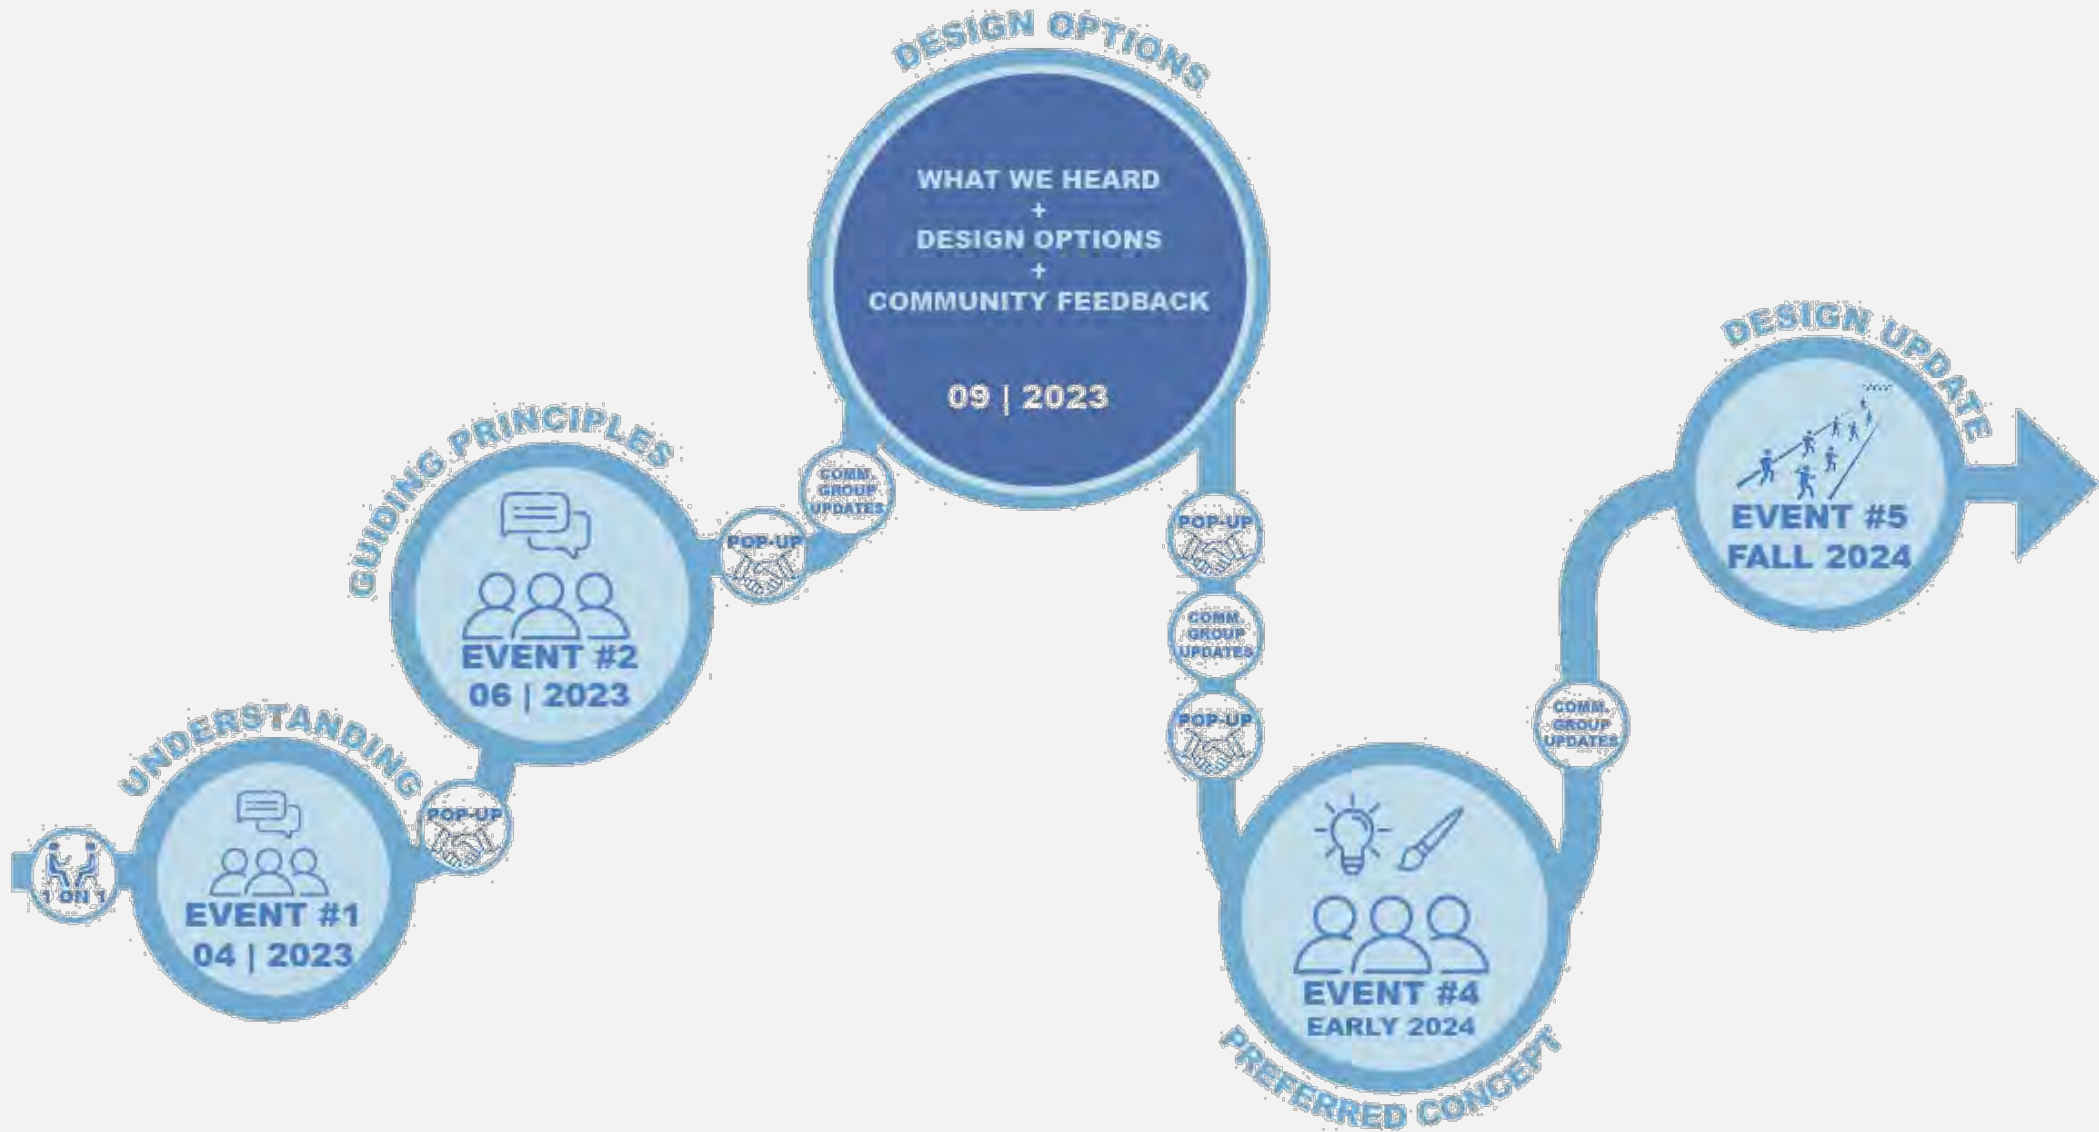 1 ON 1
UNDERSTANDING
EVENT #1
04 | 2023
POP-UP
GUIDING PRINCIPLES
EVENT #2
06 | 2023
POP-UP
COMM.
GROUP
UPDATES
DESIGN OPTIONS
WHAT WE HEARD
+
DESIGN OPTIONS
+
COMMUNITY FEEDBACK
09 | 2023
POP-UP
COMM.
GROUP
UPDATES
POP-UP
EVENT #4
EARLY 2024
PREFERRED CONCEPT
COMM.
GROUP
UPDATES
DESIGN UPDATE
EVENT #5
FALL 2024